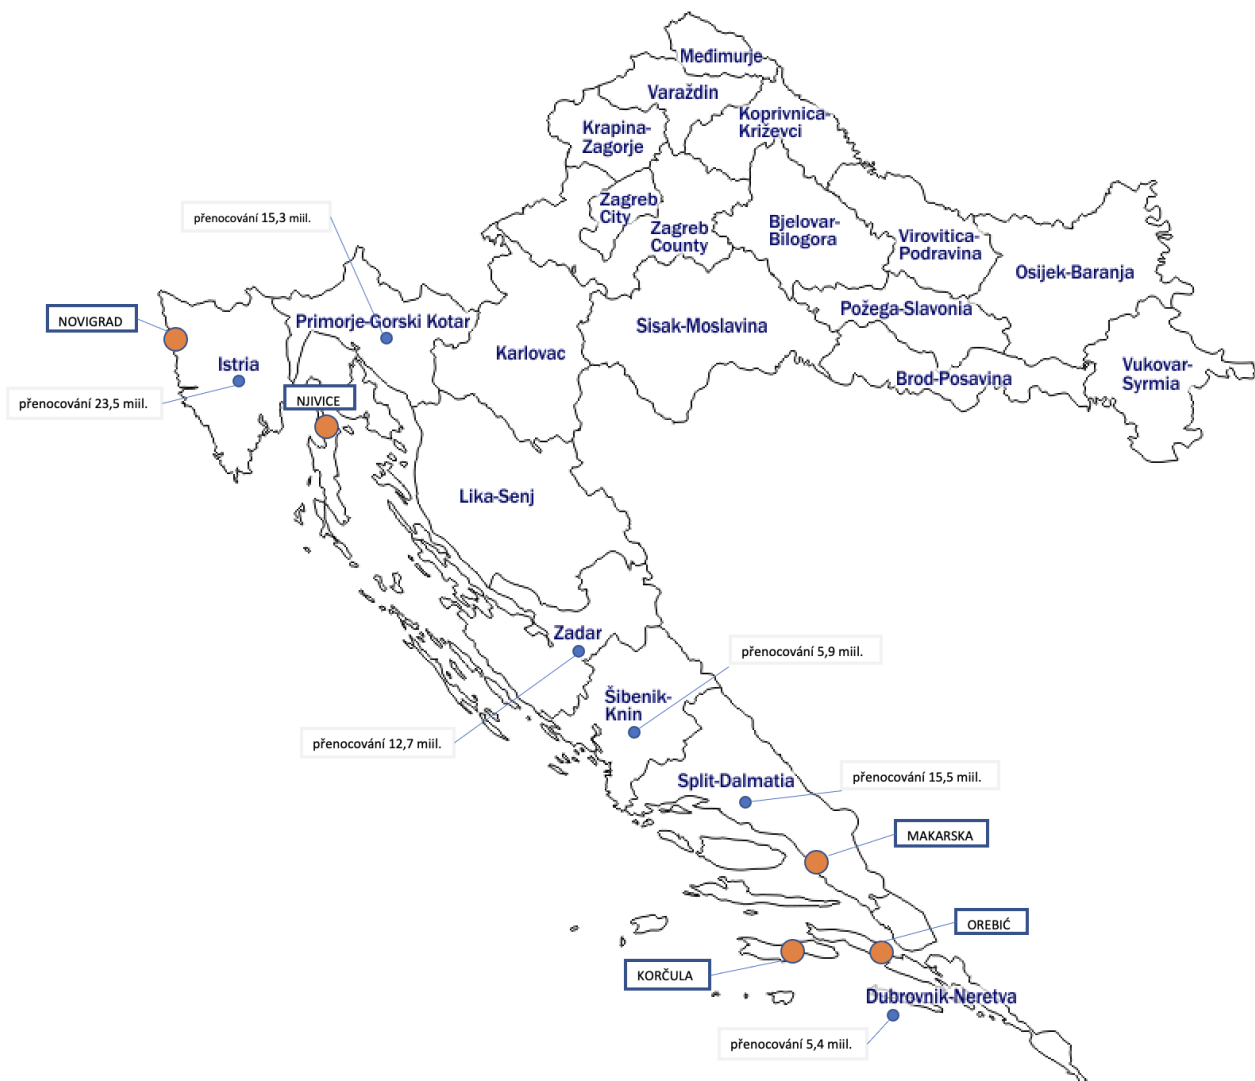 Međimurje
Varaždin
Koprivnica-
Križevci
Krapina-
Zagorje
Zagreb
City
Zagreb
County
Bjelovar-
Bilogora
Virovitica-
Podravina
Osijek-Baranja
přenocování 15,3 miil.
Požega-Slavonia
NOVIGRAD
Primorje-Gorski Kotar
Sisak-Moslavina
Karlovac
Istria
Vukovar-
Syrmia
Brod-Posavina
přenocování 23,5 miil.
NJIVICE
Lika-Senj
Zadar
přenocování 5,9 miil.
Šibenik-
Knin
přenocování 12,7 miil.
Split-Dalmatia
přenocování 15,5 miil.
MAKARSKA
OREBIĆ
KORČULA
Dubrovnik-Neretva
přenocování 5,4 miil.